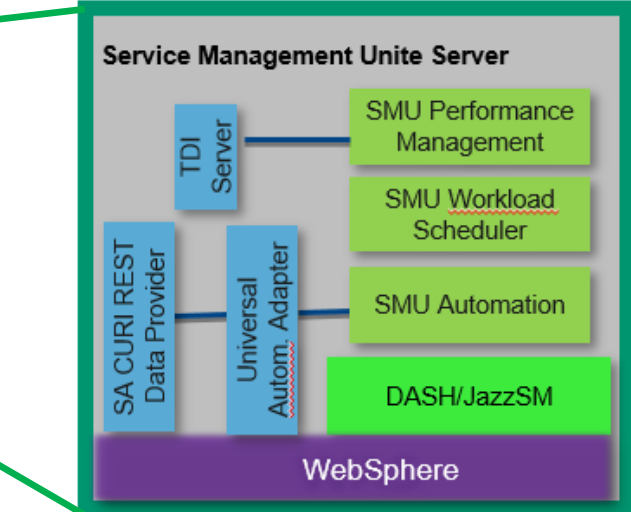 Service Management Unite Server
TDI
Server
SMU Performance
Management
SMU Workload
Scheduler
SA CURI REST
Data Provider
Universal
Autom. Adapter
SMU Automation
DASH/JazzSM
WebSphere